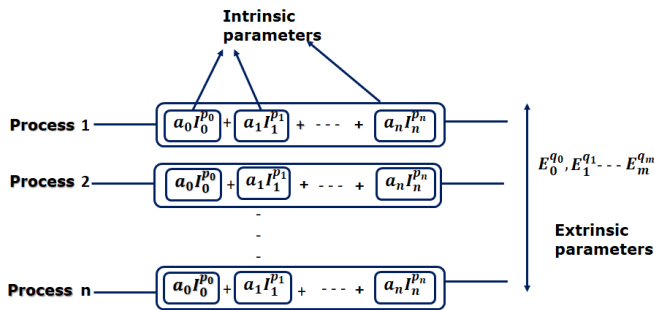 Intrinsic
parameters
Process 1 a₀I₀^{p₀} + a₁I₁^{p₁} + - - - + aₙIₙ^{pₙ}
E₀^{q₀}, E₁^{q₁} - - - Eₘ^{qₘ}
Process 2 a₀I₀^{p₀} + a₁I₁^{p₁} + - - - + aₙIₙ^{pₙ}
-
-
-
Extrinsic
parameters
Process n a₀I₀^{p₀} + a₁I₁^{p₁} + - - - + aₙIₙ^{pₙ}